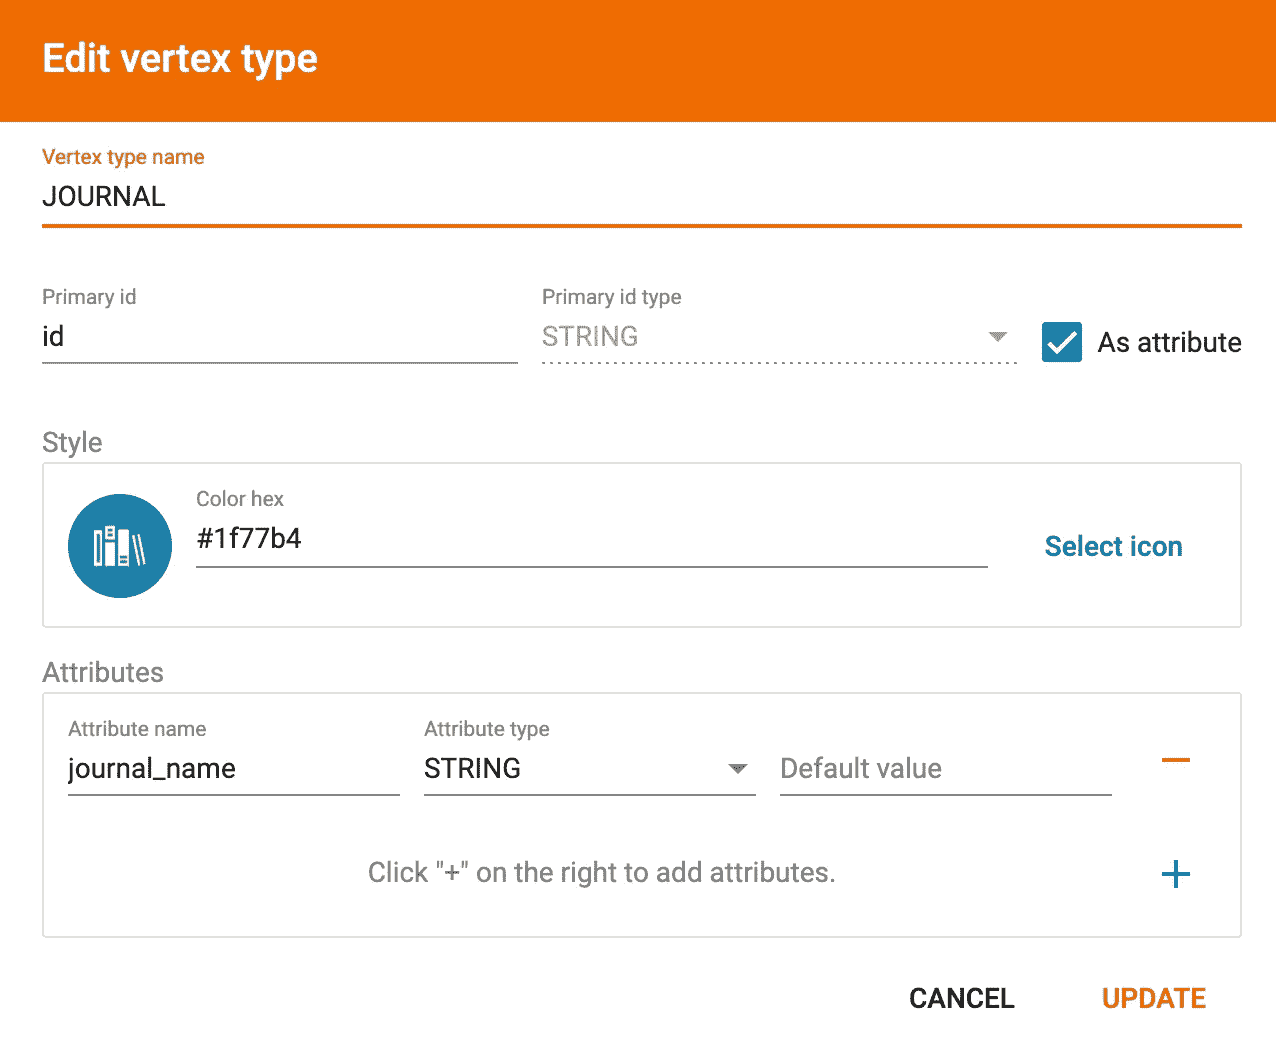 Edit vertex type
Vertex type name
JOURNAL
Primary id
Primary id type
id
STRING
As attribute
Style
Color hex
#1f77b4
Select icon
Attributes
Attribute name
Attribute type
journal_name
STRING
Default value
Click "+" on the right to add attributes.
CANCEL
UPDATE